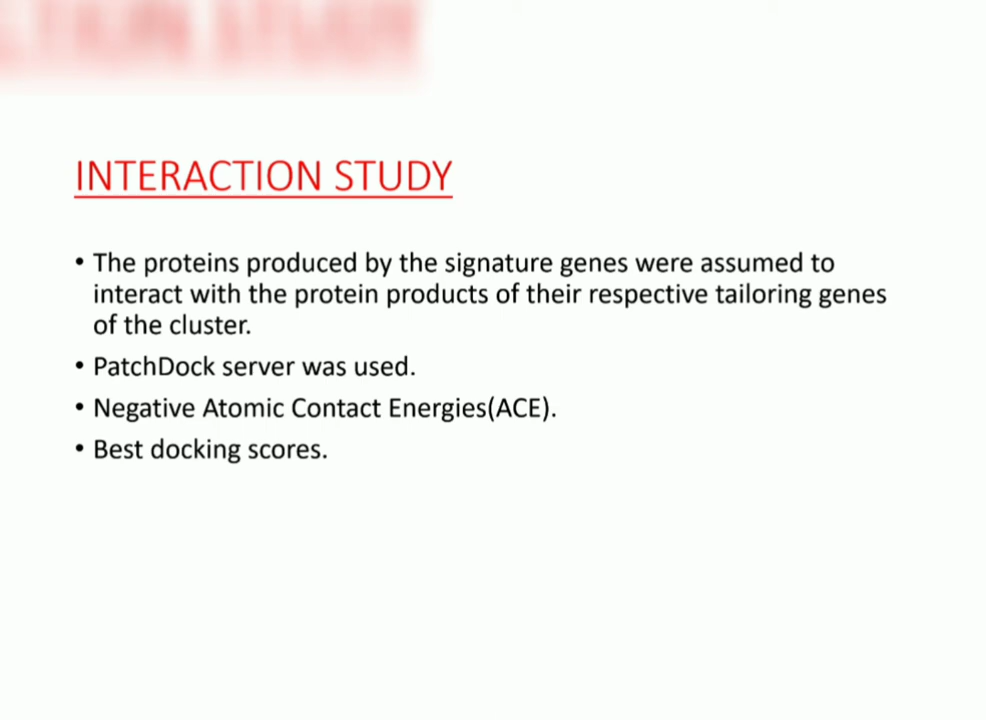 INTERACTION STUDY
• The proteins produced by the signature genes were assumed to
interact with the protein products of their respective tailoring genes
of the cluster.
• PatchDock server was used.
• Negative Atomic Contact Energies(ACE).
• Best docking scores.